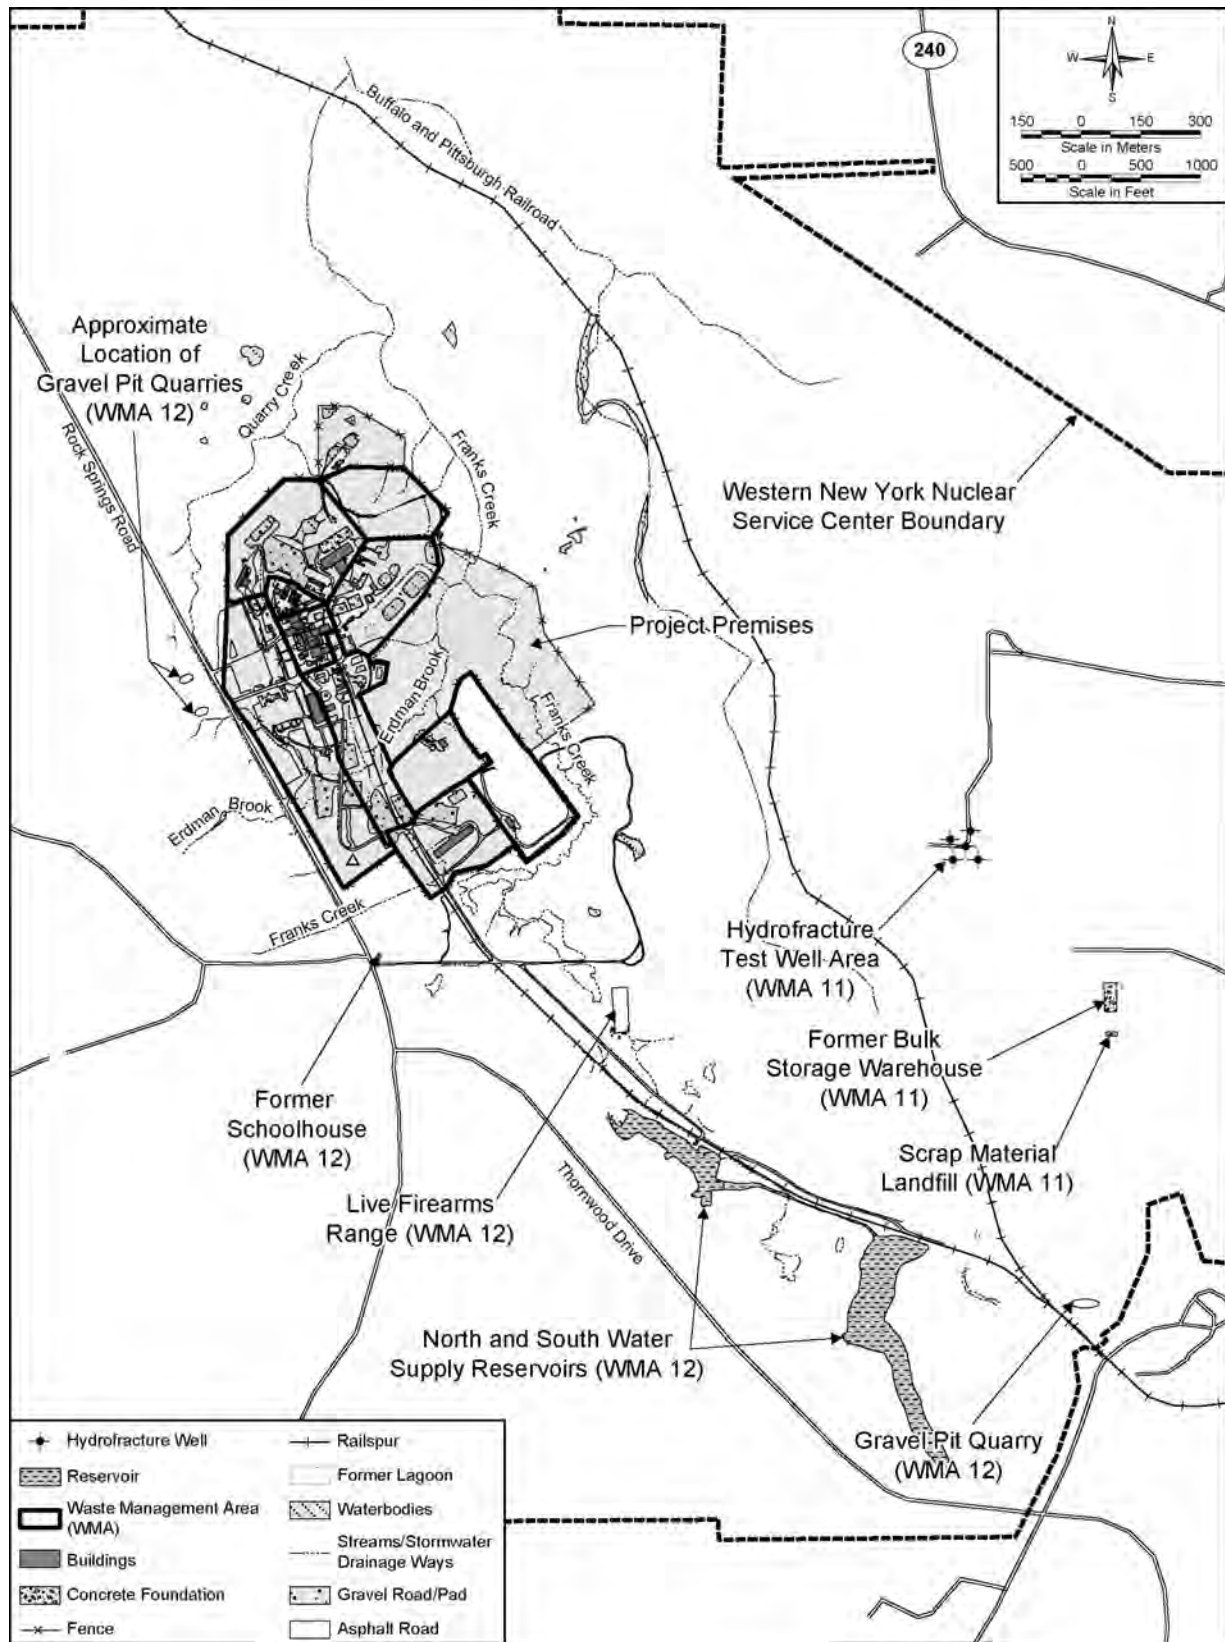 240
N
W E
S
150 0 150 300
Scale in Meters
500 0 500 1000
Scale in Feet
Buffalo and Pittsburgh Railroad
Approximate
Location of
Gravel Pit Quarries
(WMA 12)
Quarry Creek
Rock Springs Road
Franks Creek
Western New York Nuclear
Service Center Boundary
Project Premises
Erdman Brook
Franks Creek
Erdman Brook
Franks Creek
Hydrofracture
Test Well Area
(WMA 11)
Former Bulk
Storage Warehouse
(WMA 11)
Former
Schoolhouse
(WMA 12)
Scrap Material
Landfill (WMA 11)
Live Firearms
Range (WMA 12)
Thornwood Drive
North and South Water
Supply Reservoirs (WMA 12)
Gravel Pit Quarry
(WMA 12)
Hydrofracture Well
Reservoir
Waste Management Area
(WMA)
Buildings
Concrete Foundation
Fence
Railspur
Former Lagoon
Waterbodies
Streams/Stormwater
Drainage Ways
Gravel Road/Pad
Asphalt Road